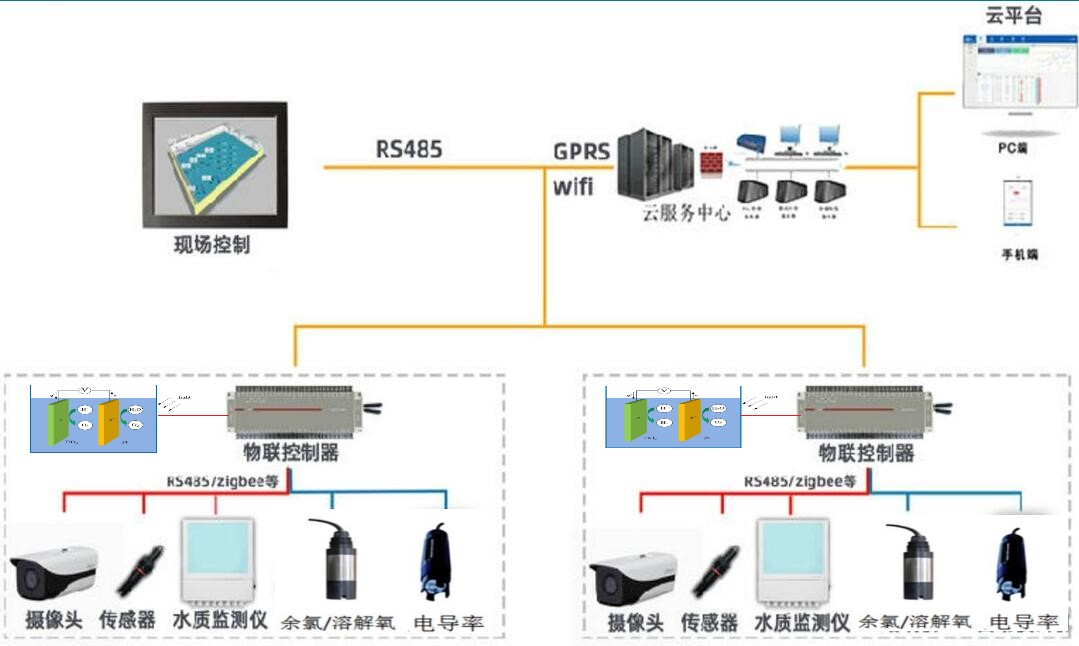 云平台
RS485
GPRS
wifi
PC端
云服务中心
现场控制
手机端
物联控制器
RS485/zigbee等
摄像头
传感器
水质监测仪
余氯/溶解氧
电导率
物联控制器
RS485/zigbee等
摄像头
传感器
水质监测仪
余氯/溶解氧
电导率